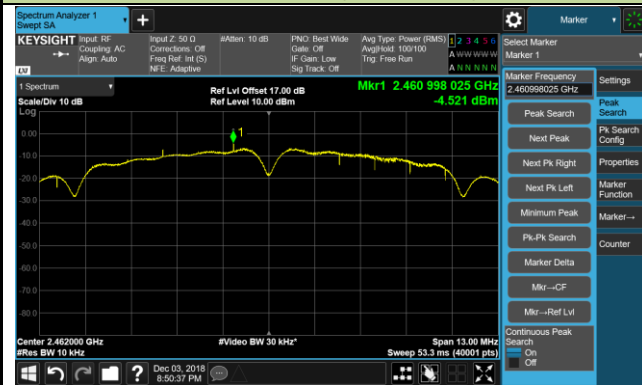 Spectrum Analyzer 1
Swept SA
KEYSIGHT
Input: RF
Coupling: AC
Align: Auto
Input Z: 50 Ω
Corrections: Off
Freq Ref: Int (S)
NFE: Adaptive
#Atten: 10 dB
PNO: Best Wide
Gate: Off
IF Gain: Low
Sig Track: Off
Avg Type: Power (RMS)
Avg|Hold: 100/100
Trig: Free Run
1 2 3 4 5 6
A W W W W W
A N N N N N
LXI
1 Spectrum
Scale/Div 10 dB
Log
Ref Lvl Offset 17.00 dB
Ref Level 10.00 dBm
Mkr1 2.460 998 025 GHz
-4.521 dBm
1
0.00
-10.0
-20.0
-30.0
-40.0
-50.0
-60.0
-70.0
-80.0
Center 2.462000 GHz
#Res BW 10 kHz
#Video BW 30 kHz*
Span 13.00 MHz
Sweep 53.3 ms (40001 pts)
Dec 03, 2018
8:50:37 PM
?
Marker
Select Marker
Marker 1
Marker Frequency
2.460998025 GHz
Peak Search
Next Peak
Next Pk Right
Next Pk Left
Minimum Peak
Pk-Pk Search
Marker Delta
Mkr→CF
Mkr→Ref Lvl
Continuous Peak
Search
On
Off
Settings
Peak
Search
Pk Search
Config
Properties
Marker
Function
Marker→
Counter